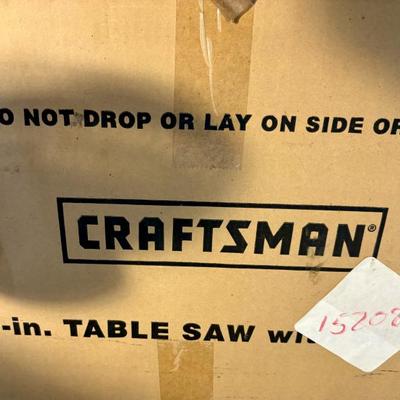 O NOT DROP OR LAY ON SIDE OR
CRAFTSMAN®
-in. TABLE SAW wi
15208